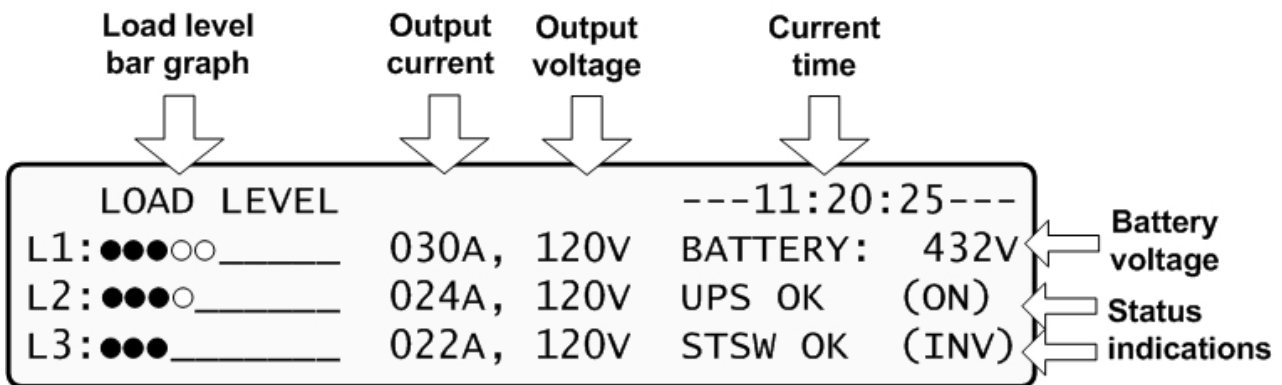 Load level
bar graph
Output
current
Output
voltage
Current
time
LOAD LEVEL ---11:20:25---
L1:●●●○○_____ 030A, 120V BATTERY: 432V
L2:●●●○______ 024A, 120V UPS OK (ON)
L3:●●●_______ 022A, 120V STSW OK (INV)
Battery
voltage
Status
indications